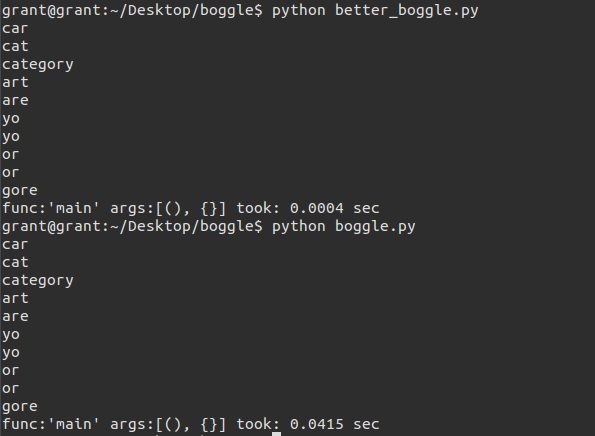 grant@grant:~/Desktop/boggle$ python better_boggle.py
car
cat
category
art
are
yo
yo
or
or
gore
func:'main' args:[(), {}] took: 0.0004 sec
grant@grant:~/Desktop/boggle$ python boggle.py
car
cat
category
art
are
yo
yo
or
or
gore
func:'main' args:[(), {}] took: 0.0415 sec